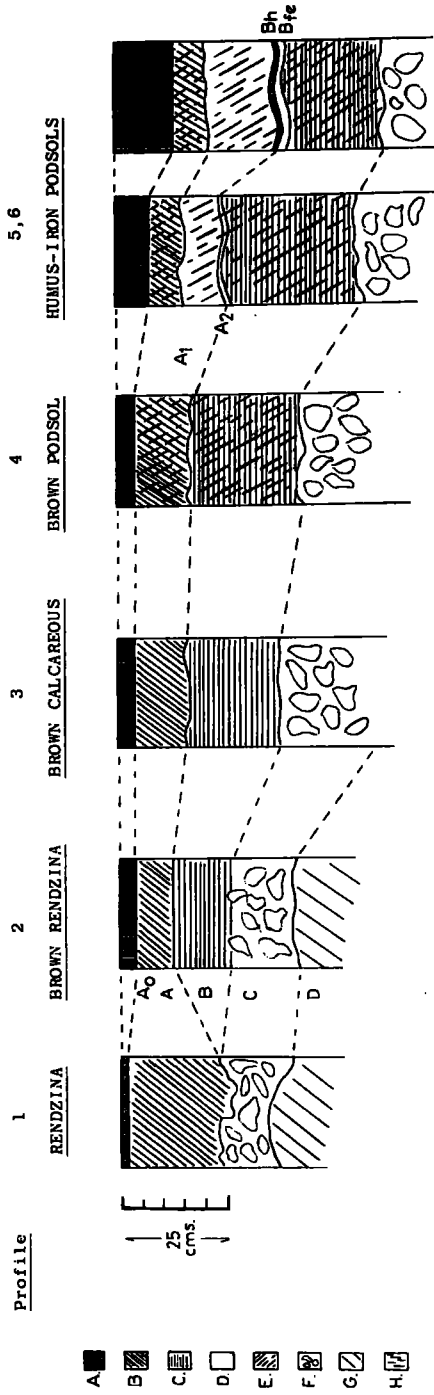 Profile
1
RENDZINA
2
BROWN RENDZINA
3
BROWN CALCAREOUS
4
BROWN PODSOL
5,6
HUMUS-IRON PODSOLS
25
cms.
A₀
A
B
C
D
A₁
A₂
Bh
Bfe
A.
B
C.
D.
E.
F.
G.
H.